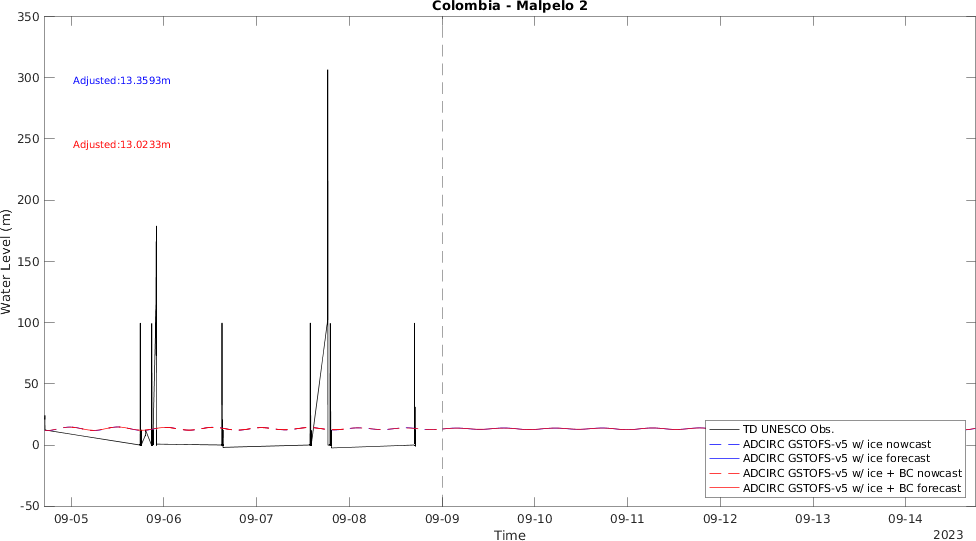 Colombia - Malpelo 2
350
300
250
200
150
100
50
0
-50
Water Level (m)
Adjusted:13.3593m
Adjusted:13.0233m
TD UNESCO Obs.
ADCIRC GSTOFS-v5 w/ ice nowcast
ADCIRC GSTOFS-v5 w/ ice forecast
ADCIRC GSTOFS-v5 w/ ice + BC nowcast
ADCIRC GSTOFS-v5 w/ ice + BC forecast
09-05 09-06 09-07 09-08 09-09 09-10 09-11 09-12 09-13 09-14
Time
2023